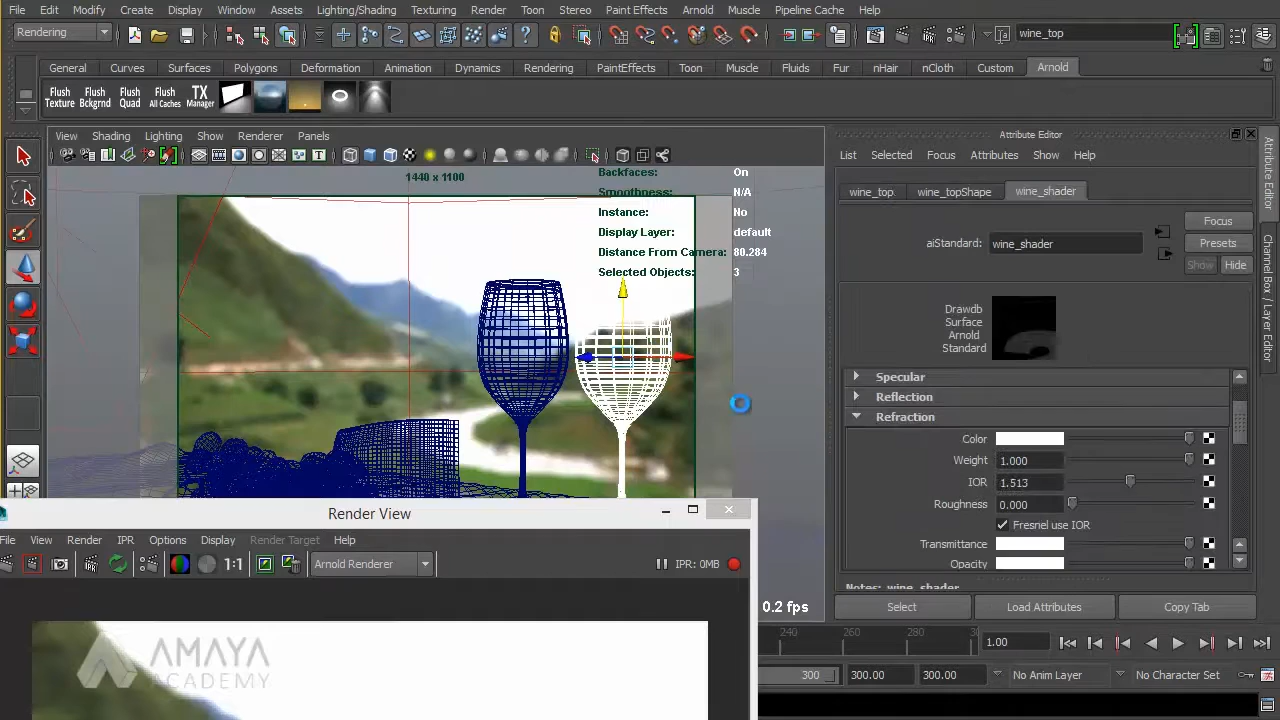 File Edit Modify Create Display Window Assets Lighting/Shading Texturing Render Toon Stereo Paint Effects Arnold Muscle Pipeline Cache Help
Rendering wine_top
General Curves Surfaces Polygons Deformation Animation Dynamics Rendering PaintEffects Toon Muscle Fluids Fur nHair nCloth Custom Arnold
Flush Texture Flush Bckgrnd Flush Quad Flush All Caches TX Manager
View Shading Lighting Show Renderer Panels
Attribute Editor
List Selected Focus Attributes Show Help
1440 x 1100
Backfaces: On
Smoothness: N/A
Instance: No
Display Layer: default
Distance From Camera: 80.284
Selected Objects: 3
wine_top wine_topShape wine_shader
Focus
aiStandard: wine_shader
Presets
Show Hide
Drawdb
Surface
Arnold
Standard
Specular
Reflection
Refraction
Color
Weight 1.000
IOR 1.513
Roughness 0.000
Fresnel use IOR
Transmittance
Opacity
Notes: wine_shader
Select Load Attributes Copy Tab
Attribute Editor
Channel Box / Layer Editor
Render View
File View Render IPR Options Display Render Target Help
1:1 Arnold Renderer IPR: 0MB
0.2 fps
AMAYA
ACADEMY
240 260 280 1.00
300 300.00 300.00 No Anim Layer No Character Set